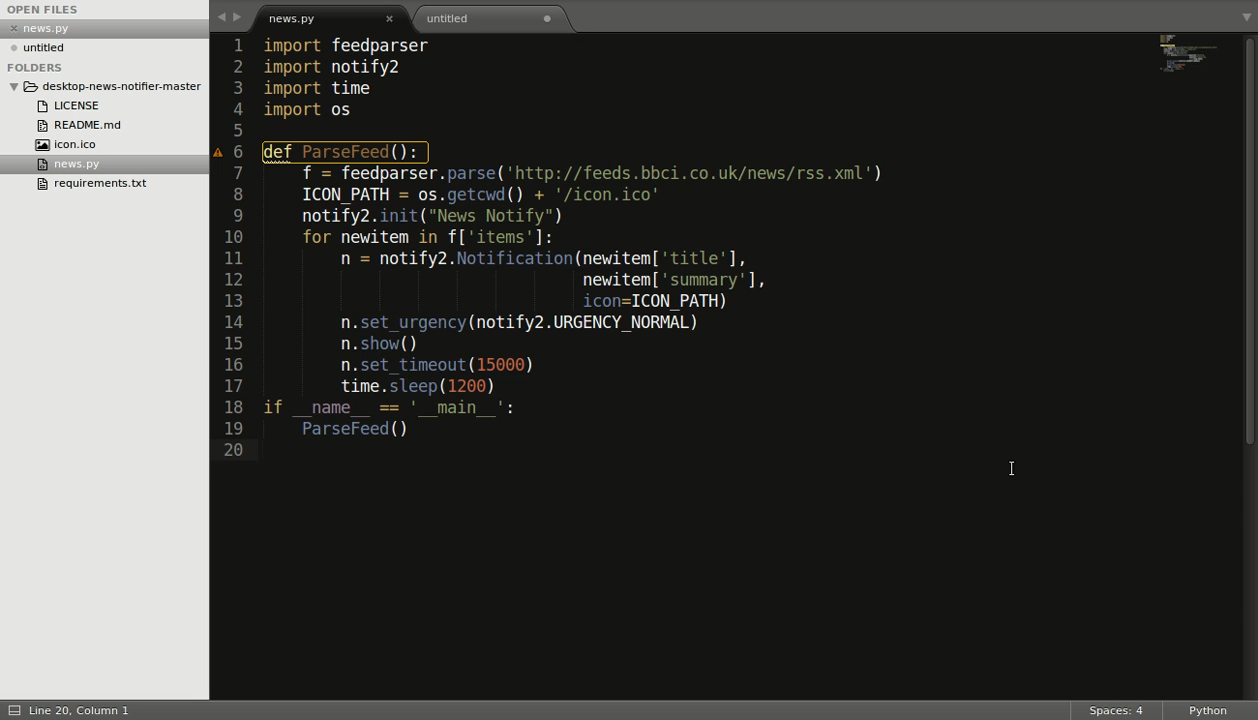 OPEN FILES
news.py
untitled
FOLDERS
desktop-news-notifier-master
LICENSE
README.md
icon.ico
news.py
requirements.txt
news.py
untitled
1 import feedparser
2 import notify2
3 import time
4 import os
5
6 def ParseFeed():
7     f = feedparser.parse('http://feeds.bbci.co.uk/news/rss.xml')
8     ICON_PATH = os.getcwd() + '/icon.ico'
9     notify2.init("News Notify")
10     for newitem in f['items']:
11         n = notify2.Notification(newitem['title'],
12                                  newitem['summary'],
13                                  icon=ICON_PATH)
14         n.set_urgency(notify2.URGENCY_NORMAL)
15         n.show()
16         n.set_timeout(15000)
17         time.sleep(1200)
18 if __name__ == '__main__':
19     ParseFeed()
20
Line 20, Column 1
Spaces: 4
Python